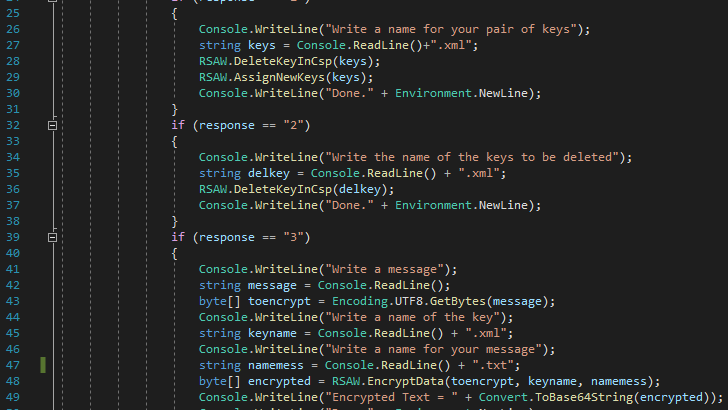 25 {
26 Console.WriteLine("Write a name for your pair of keys");
27 string keys = Console.ReadLine()+".xml";
28 RSAW.DeleteKeyInCsp(keys);
29 RSAW.AssignNewKeys(keys);
30 Console.WriteLine("Done." + Environment.NewLine);
31 }
32 if (response == "2")
33 {
34 Console.WriteLine("Write the name of the keys to be deleted");
35 string delkey = Console.ReadLine() + ".xml";
36 RSAW.DeleteKeyInCsp(delkey);
37 Console.WriteLine("Done." + Environment.NewLine);
38 }
39 if (response == "3")
40 {
41 Console.WriteLine("Write a message");
42 string message = Console.ReadLine();
43 byte[] toencrypt = Encoding.UTF8.GetBytes(message);
44 Console.WriteLine("Write a name of the key");
45 string keyname = Console.ReadLine() + ".xml";
46 Console.WriteLine("Write a name for your message");
47 string namemess = Console.ReadLine() + ".txt";
48 byte[] encrypted = RSAW.EncryptData(toencrypt, keyname, namemess);
49 Console.WriteLine("Encrypted Text = " + Convert.ToBase64String(encrypted));